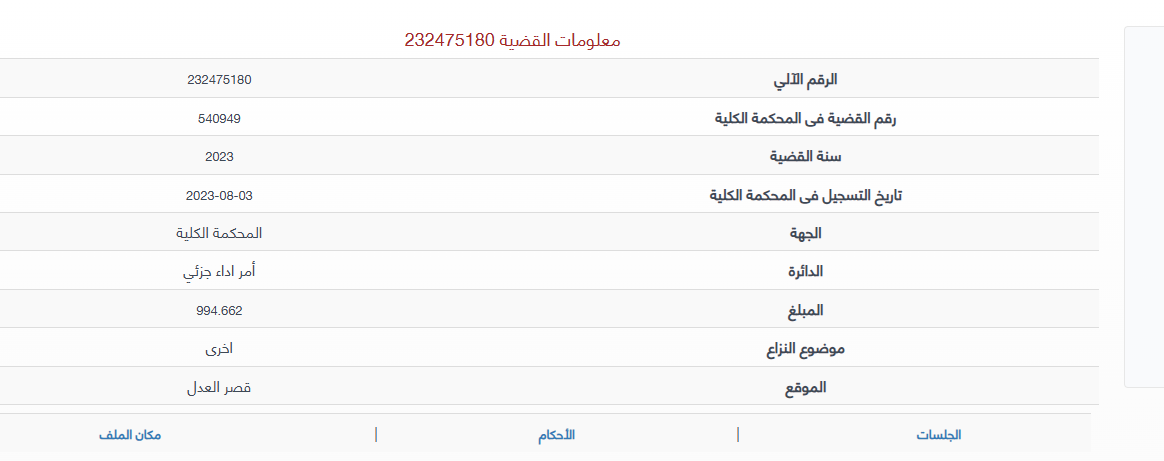 معلومات القضية 232475180
الرقم الآلي 232475180
رقم القضية فى المحكمة الكلية 540949
سنة القضية 2023
تاريخ التسجيل فى المحكمة الكلية 2023-08-03
الجهة المحكمة الكلية
الدائرة أمر اداء جزئي
المبلغ 994.662
موضوع النزاع اخرى
الموقع قصر العدل
الجلسات | الأحكام | مكان الملف